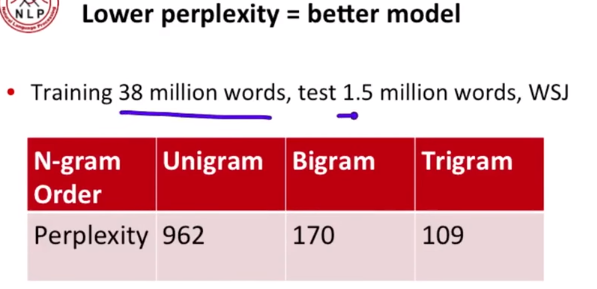 NLP
Lower perplexity = better model
• Training 38 million words, test 1.5 million words, WSJ
N-gram Order Unigram Bigram Trigram
Perplexity 962 170 109